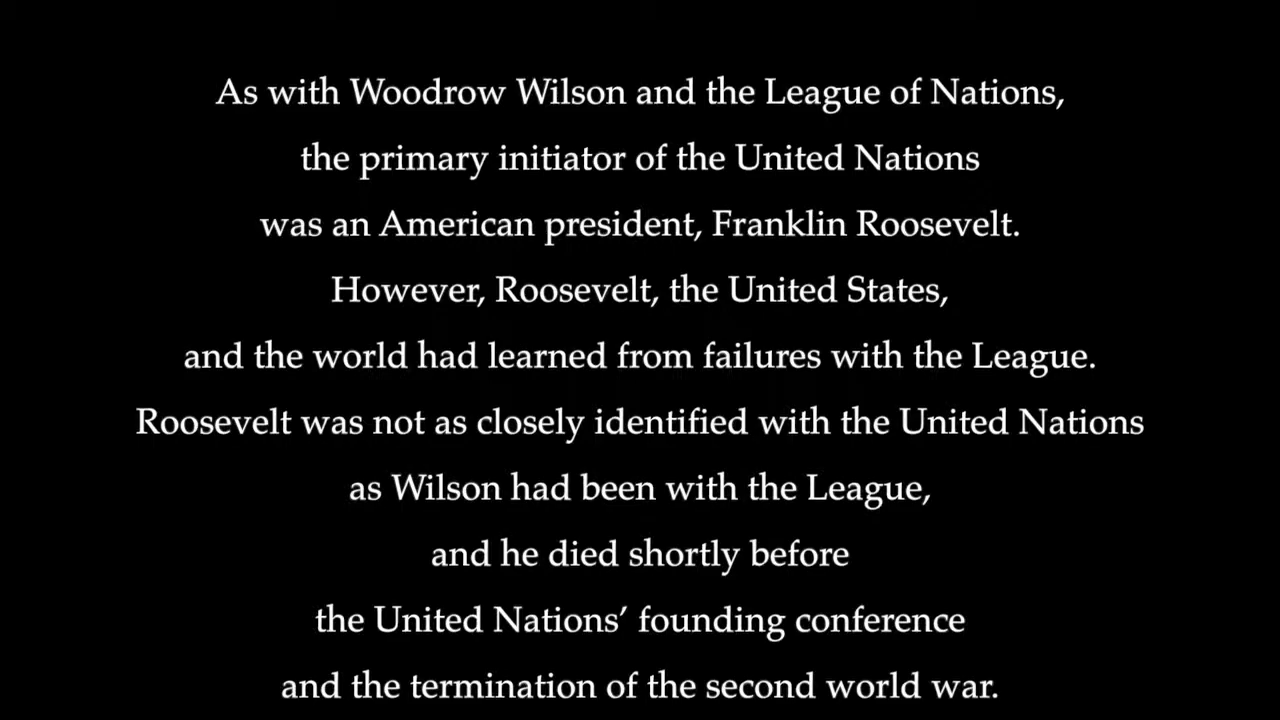 As with Woodrow Wilson and the League of Nations,
the primary initiator of the United Nations
was an American president, Franklin Roosevelt.
However, Roosevelt, the United States,
and the world had learned from failures with the League.
Roosevelt was not as closely identified with the United Nations
as Wilson had been with the League,
and he died shortly before
the United Nations’ founding conference
and the termination of the second world war.